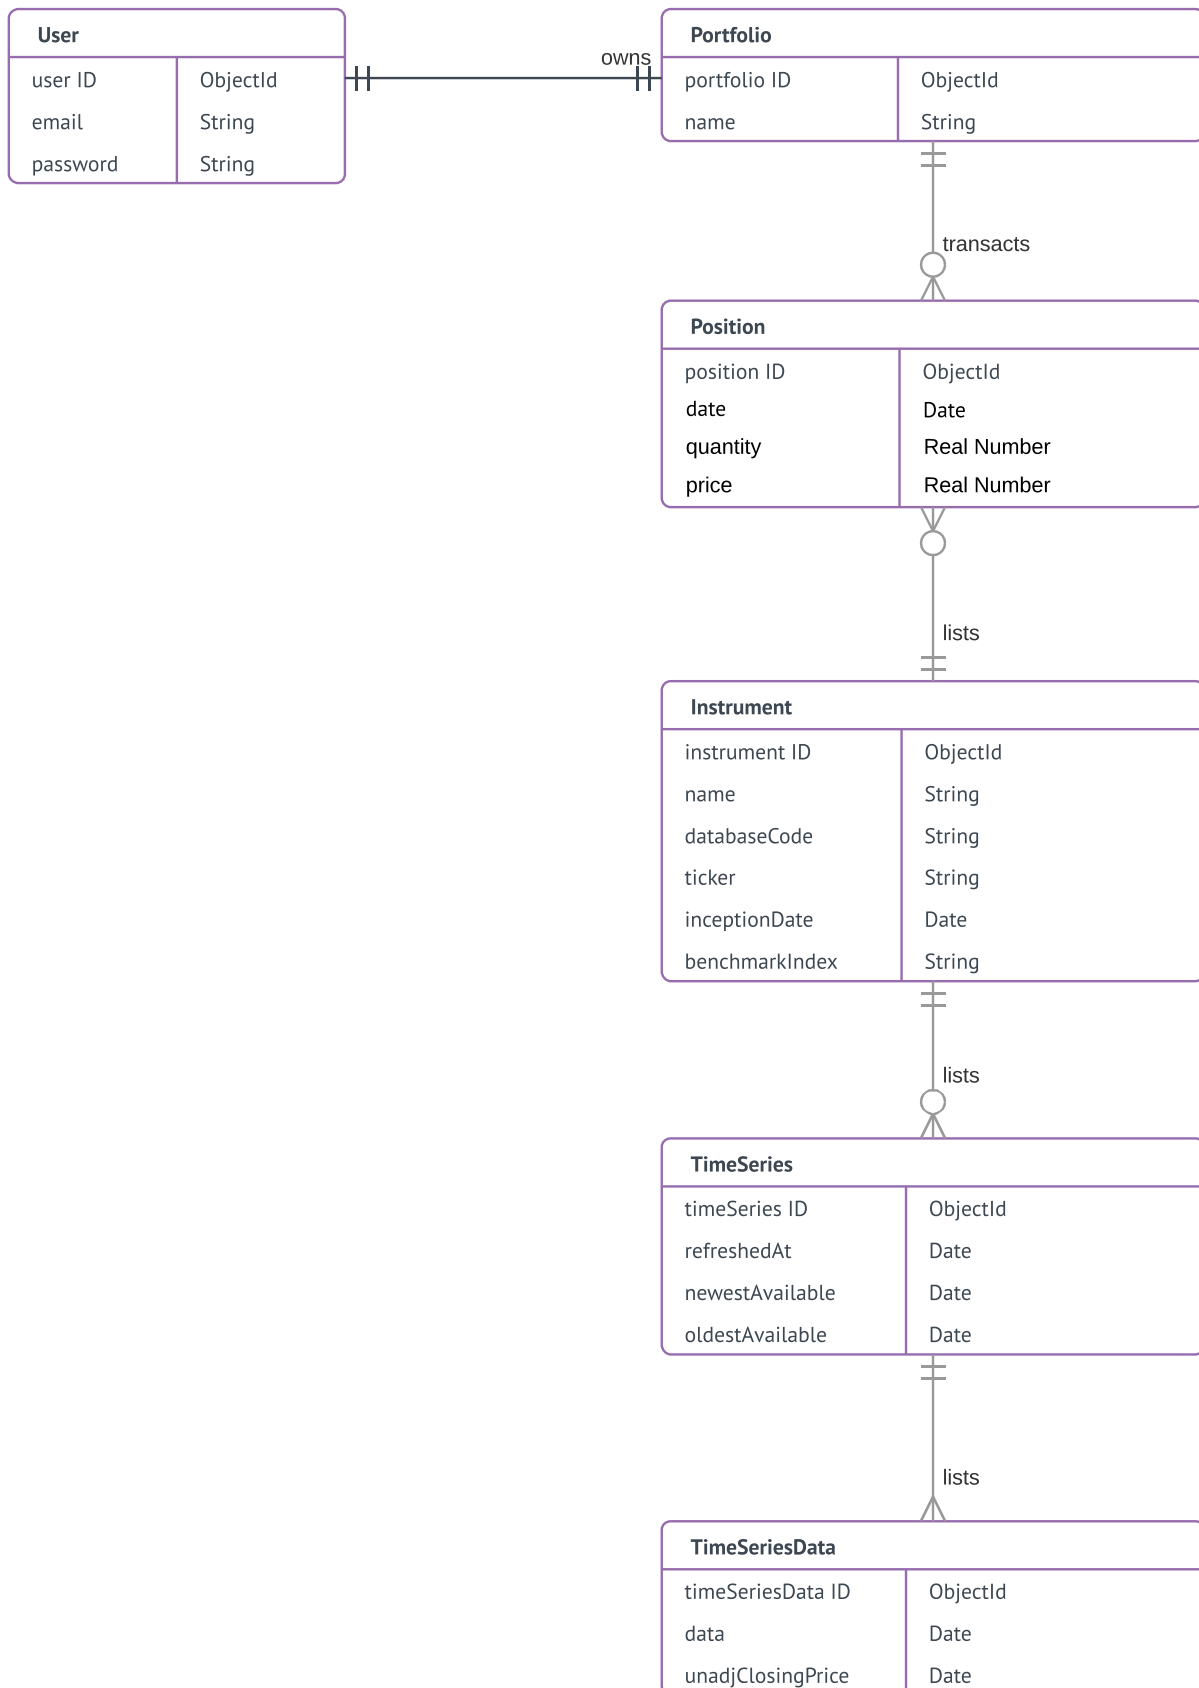 User
user ID ObjectId
email String
password String
owns
Portfolio
portfolio ID ObjectId
name String
transacts
Position
position ID ObjectId
date Date
quantity Real Number
price Real Number
lists
Instrument
instrument ID ObjectId
name String
databaseCode String
ticker String
inceptionDate Date
benchmarkIndex String
lists
TimeSeries
timeSeries ID ObjectId
refreshedAt Date
newestAvailable Date
oldestAvailable Date
lists
TimeSeriesData
timeSeriesData ID ObjectId
data Date
unadjClosingPrice Date